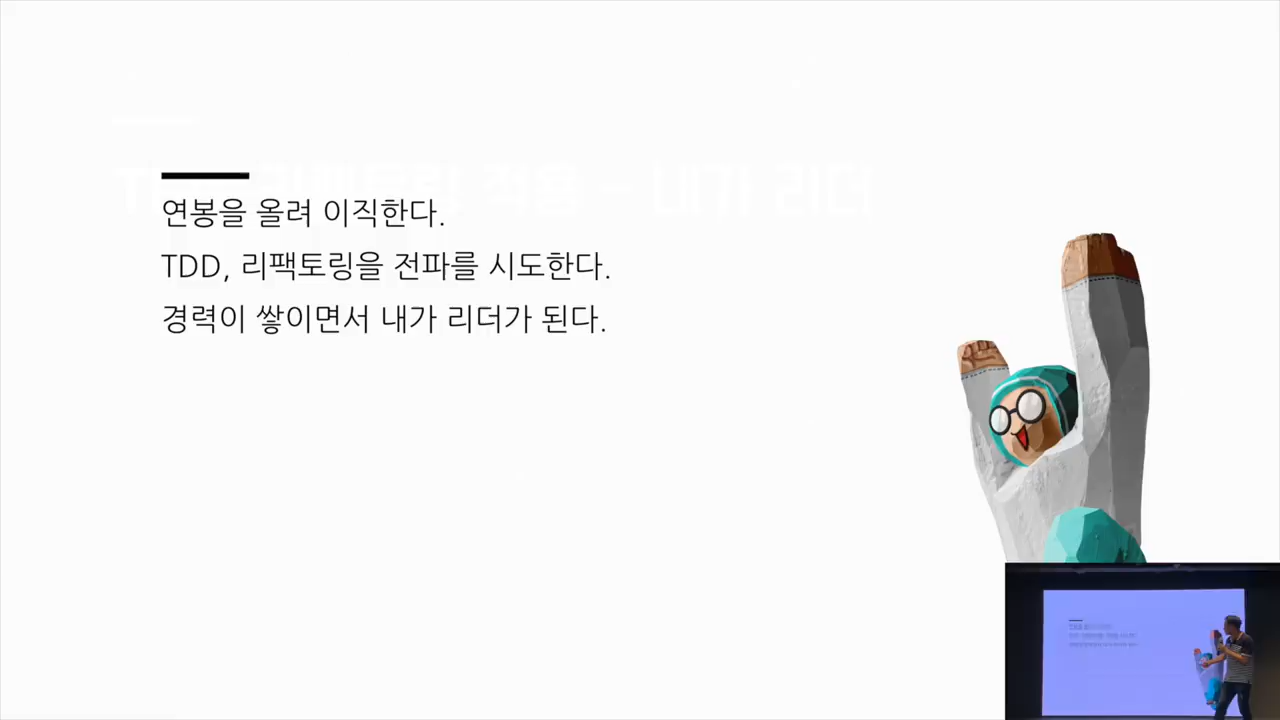 연봉을 올려 이직한다.
TDD, 리팩토링을 전파를 시도한다.
경력이 쌓이면서 내가 리더가 된다.